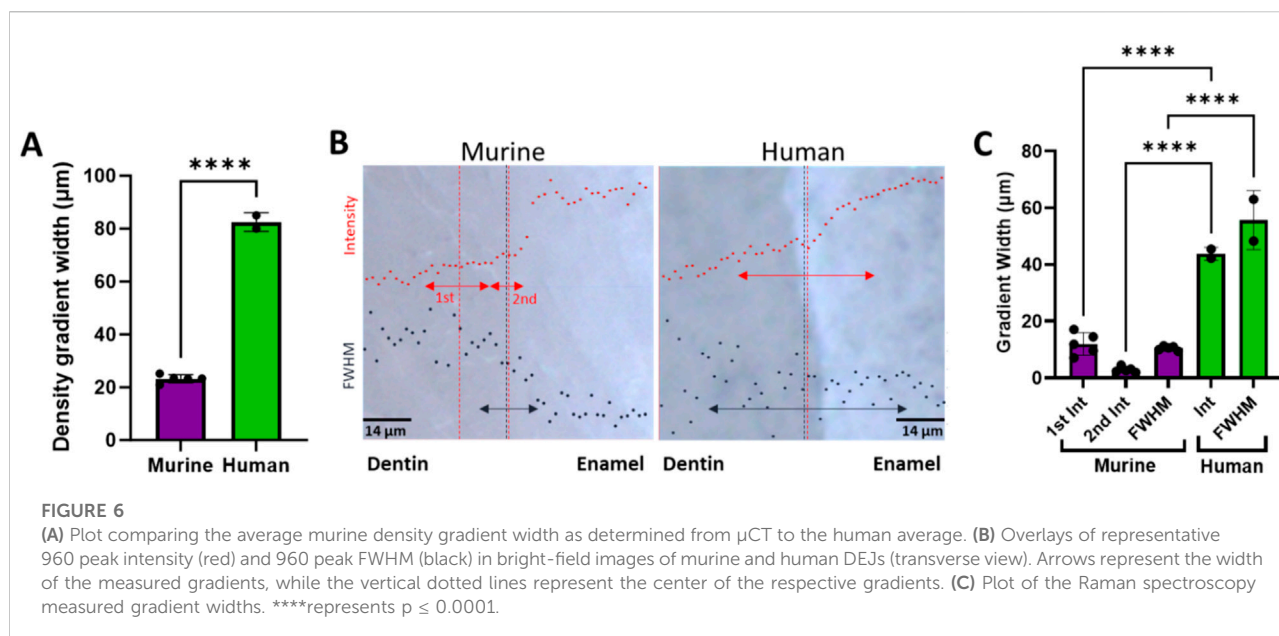 A
****
Density gradient width (µm)
100
80
60
40
20
0
Murine Human
B
Murine
Human
Intensity
FWHM
1st
2nd
14 µm
14 µm
Dentin
Enamel
Dentin
Enamel
C
****
****
****
Gradient Width (µm)
80
60
40
20
0
1st Int
2nd Int
FWHM
Int
FWHM
Murine
Human
FIGURE 6
(A) Plot comparing the average murine density gradient width as determined from µCT to the human average. (B) Overlays of representative
960 peak intensity (red) and 960 peak FWHM (black) in bright-field images of murine and human DEJs (transverse view). Arrows represent the width
of the measured gradients, while the vertical dotted lines represent the center of the respective gradients. (C) Plot of the Raman spectroscopy
measured gradient widths. ****represents p ≤ 0.0001.